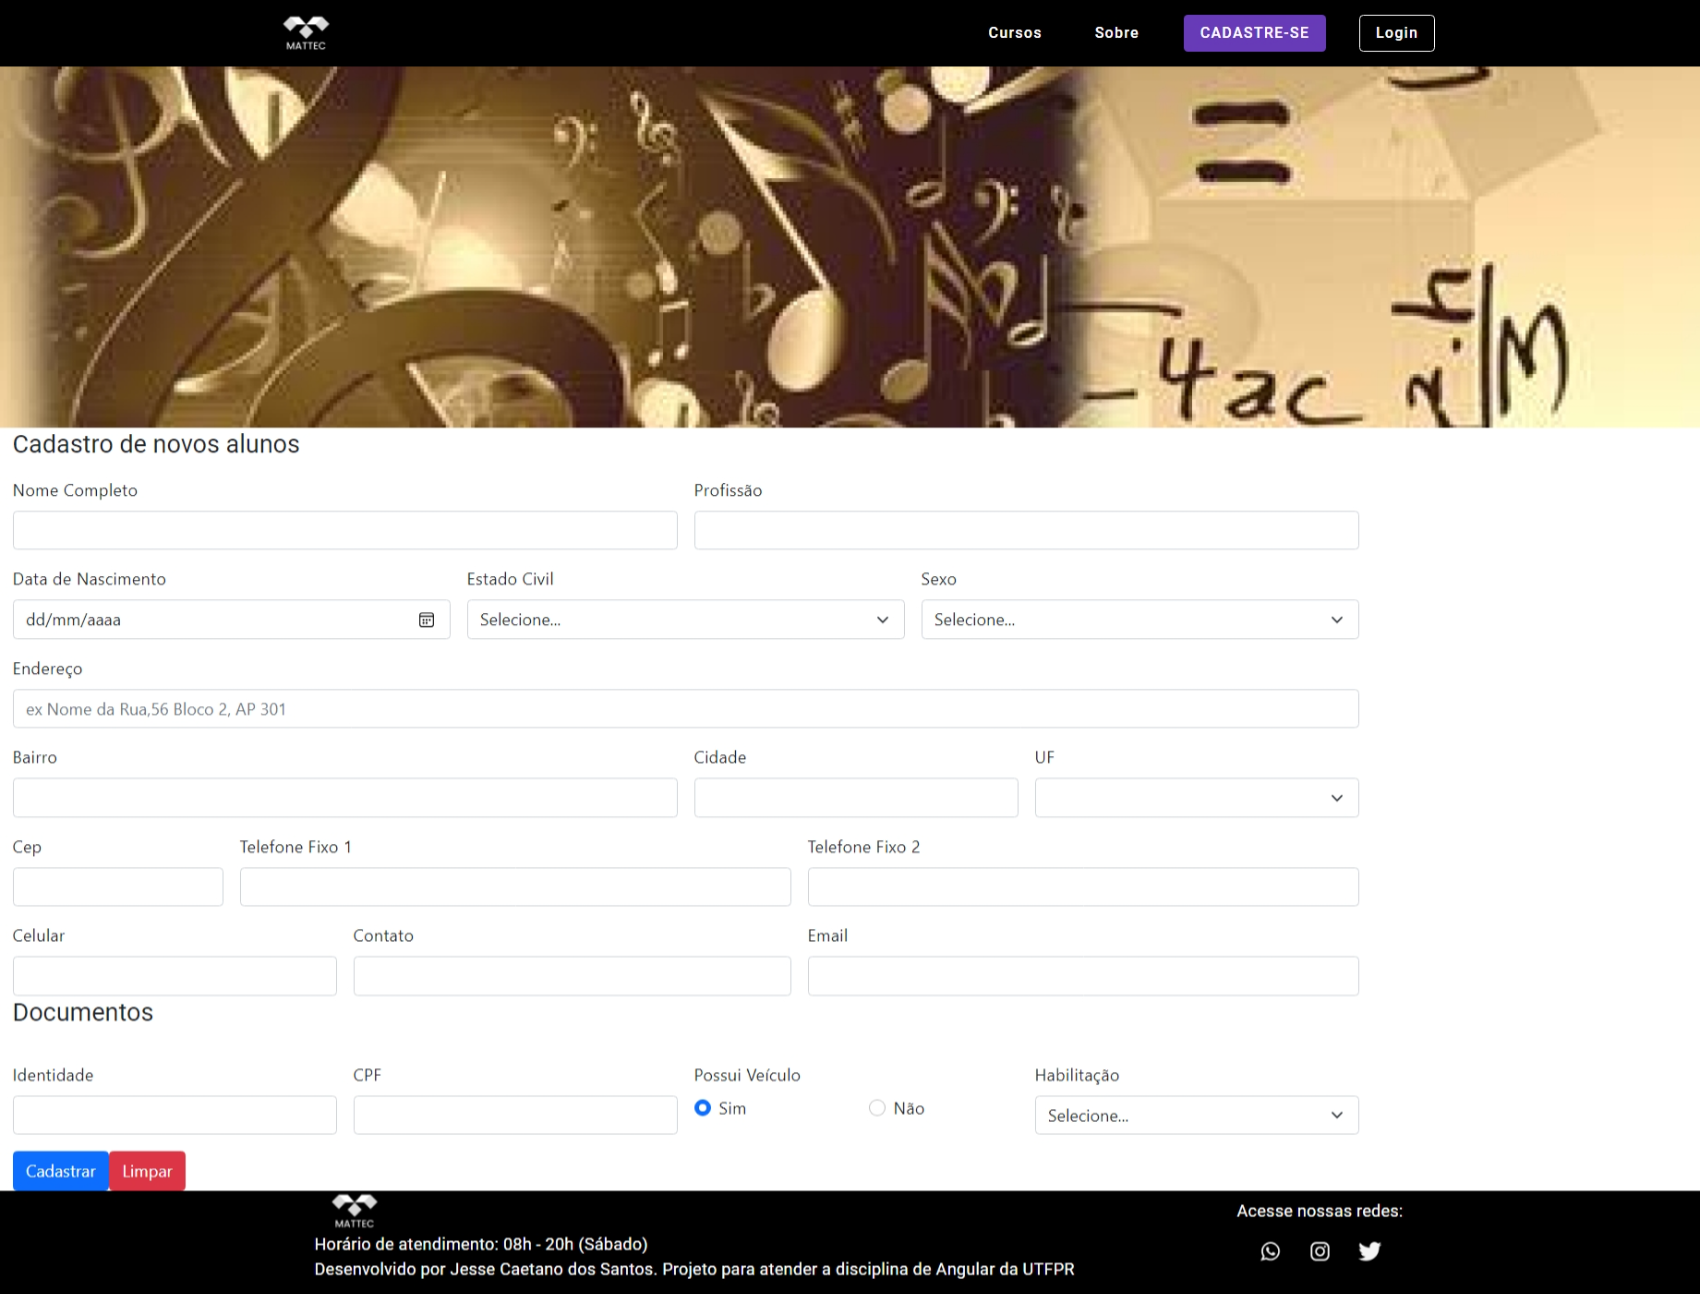 MATTEC
Cursos Sobre CADASTRE-SE Login
=
-4ac
Cadastro de novos alunos
Nome Completo Profissão
Data de Nascimento Estado Civil Sexo
dd/mm/aaaa Selecione... Selecione...
Endereço
ex Nome da Rua,56 Bloco 2, AP 301
Bairro Cidade UF
Cep Telefone Fixo 1 Telefone Fixo 2
Celular Contato Email
Documentos
Identidade CPF Possui Veículo Habilitação
Sim Não Selecione...
Cadastrar Limpar
MATTEC
Acesse nossas redes:
Horário de atendimento: 08h - 20h (Sábado)
Desenvolvido por Jesse Caetano dos Santos. Projeto para atender a disciplina de Angular da UTFPR